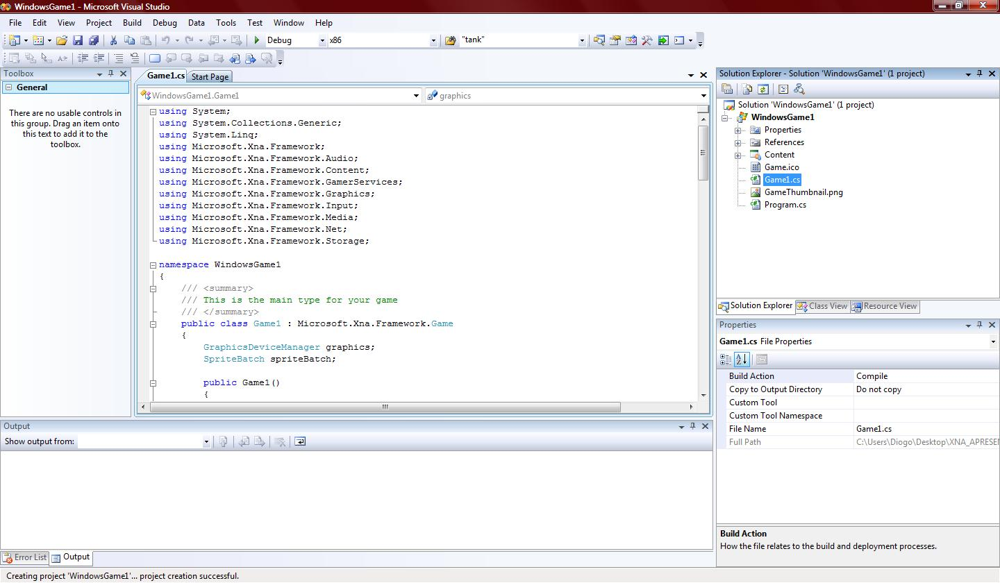 WindowsGame1 - Microsoft Visual Studio
File Edit View Project Build Debug Data Tools Test Window Help
Debug x86 "tank"
Toolbox
General
There are no usable controls in
this group. Drag an item onto
this text to add it to the
toolbox.
Game1.cs Start Page
WindowsGame1.Game1 graphics
using System;
using System.Collections.Generic;
using System.Linq;
using Microsoft.Xna.Framework;
using Microsoft.Xna.Framework.Audio;
using Microsoft.Xna.Framework.Content;
using Microsoft.Xna.Framework.GamerServices;
using Microsoft.Xna.Framework.Graphics;
using Microsoft.Xna.Framework.Input;
using Microsoft.Xna.Framework.Media;
using Microsoft.Xna.Framework.Net;
using Microsoft.Xna.Framework.Storage;
namespace WindowsGame1
{
/// <summary>
/// This is the main type for your game
/// </summary>
public class Game1 : Microsoft.Xna.Framework.Game
{
GraphicsDeviceManager graphics;
SpriteBatch spriteBatch;
public Game1()
{
Output
Show output from:
Error List Output
Solution Explorer - Solution 'WindowsGame1' (1 project)
Solution 'WindowsGame1' (1 project)
WindowsGame1
Properties
References
Content
Game.ico
Game1.cs
GameThumbnail.png
Program.cs
Solution Explorer Class View Resource View
Properties
Game1.cs File Properties
Build Action Compile
Copy to Output Directory Do not copy
Custom Tool
Custom Tool Namespace
File Name Game1.cs
Full Path C:\Users\Diogo\Desktop\XNA_APRESEN
Build Action
How the file relates to the build and deployment processes.
Creating project 'WindowsGame1'... project creation successful.